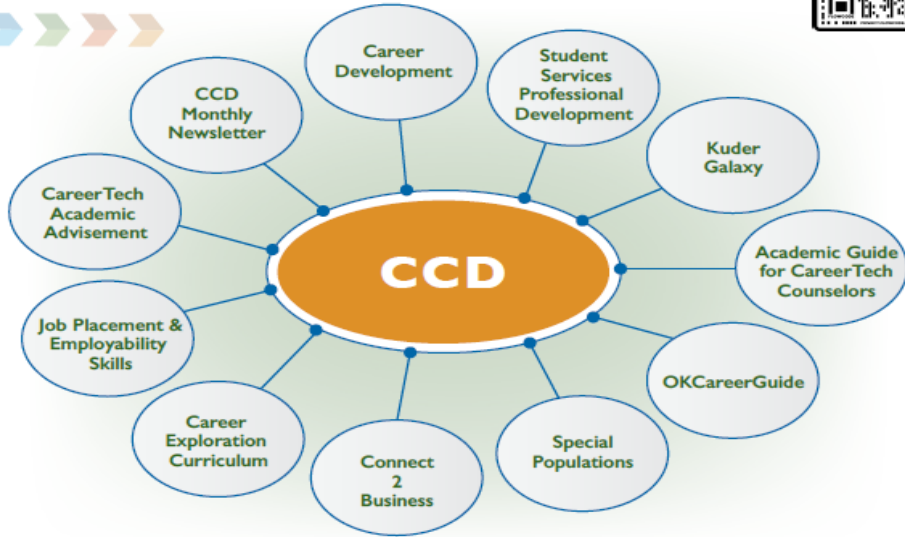 Career
Development
Student
Services
Professional
Development
CCD
Monthly
Newsletter
Kuder
Galaxy
CareerTech
Academic
Advisement
CCD
Academic Guide
for CareerTech
Counselors
Job Placement &
Employability
Skills
OKCareerGuide
Career
Exploration
Curriculum
Connect
2
Business
Special
Populations